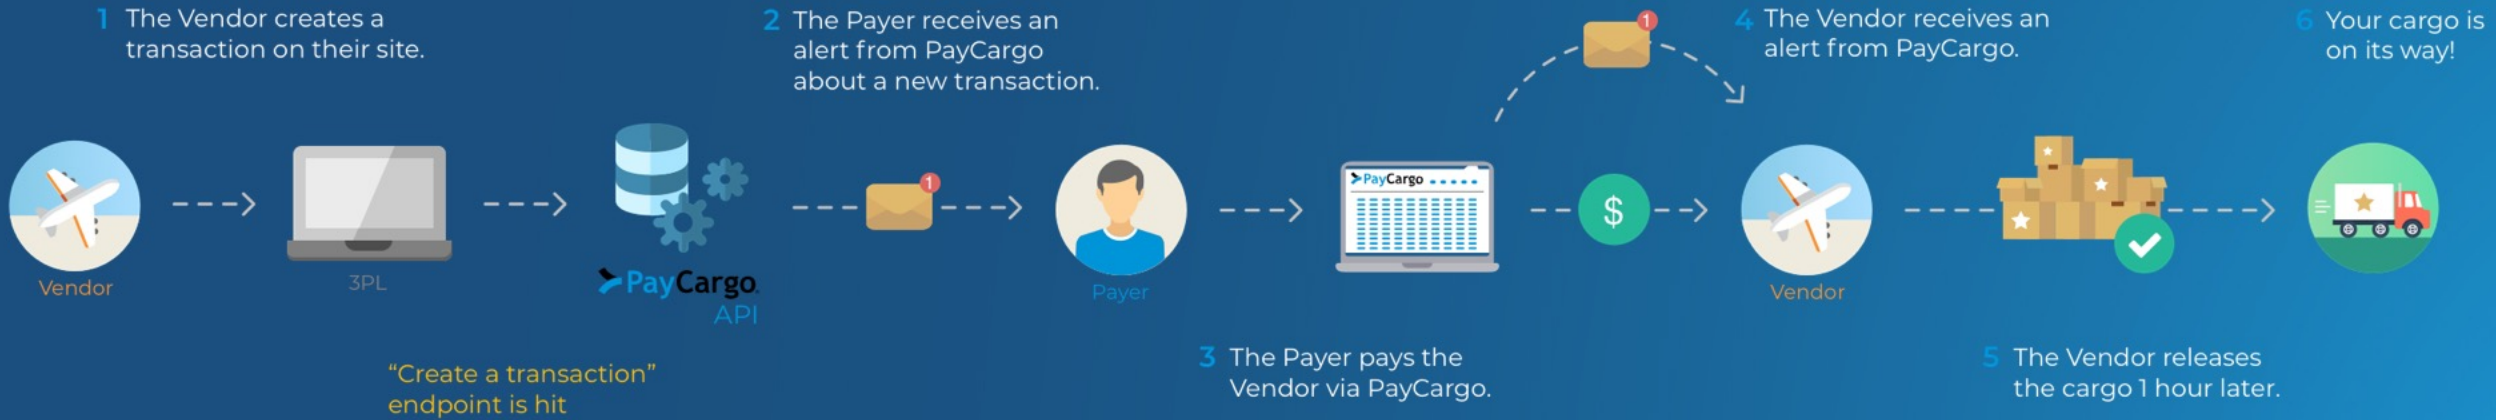 1 The Vendor creates a
transaction on their site.
2 The Payer receives an
alert from PayCargo
about a new transaction.
1
4 The Vendor receives an
alert from PayCargo.
6 Your cargo is
on its way!
Vendor
3PL
PayCargo
API
1
Payer
PayCargo
$
Vendor
"Create a transaction"
endpoint is hit
3 The Payer pays the
Vendor via PayCargo.
5 The Vendor releases
the cargo 1 hour later.